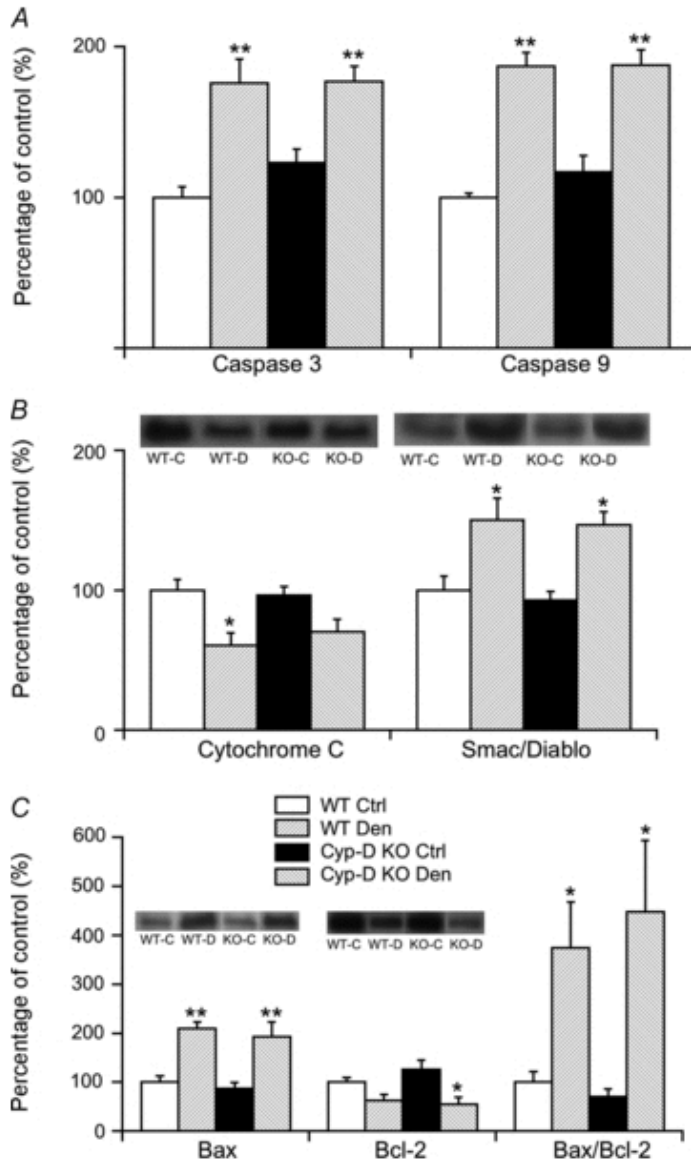 A
Percentage of control (%)
200
100
** ** ** **
Caspase 3 Caspase 9
B
Percentage of control (%)
200
100
0
WT-C WT-D KO-C KO-D WT-C WT-D KO-C KO-D
* * *
Cytochrome C Smac/Diablo
C
Percentage of control (%)
WT Ctrl
WT Den
Cyp-D KO Ctrl
Cyp-D KO Den
600
500
400
300
200
100
0
WT-C WT-D KO-C KO-D WT-C WT-D KO-C KO-D
** ** * * *
Bax Bcl-2 Bax/Bcl-2